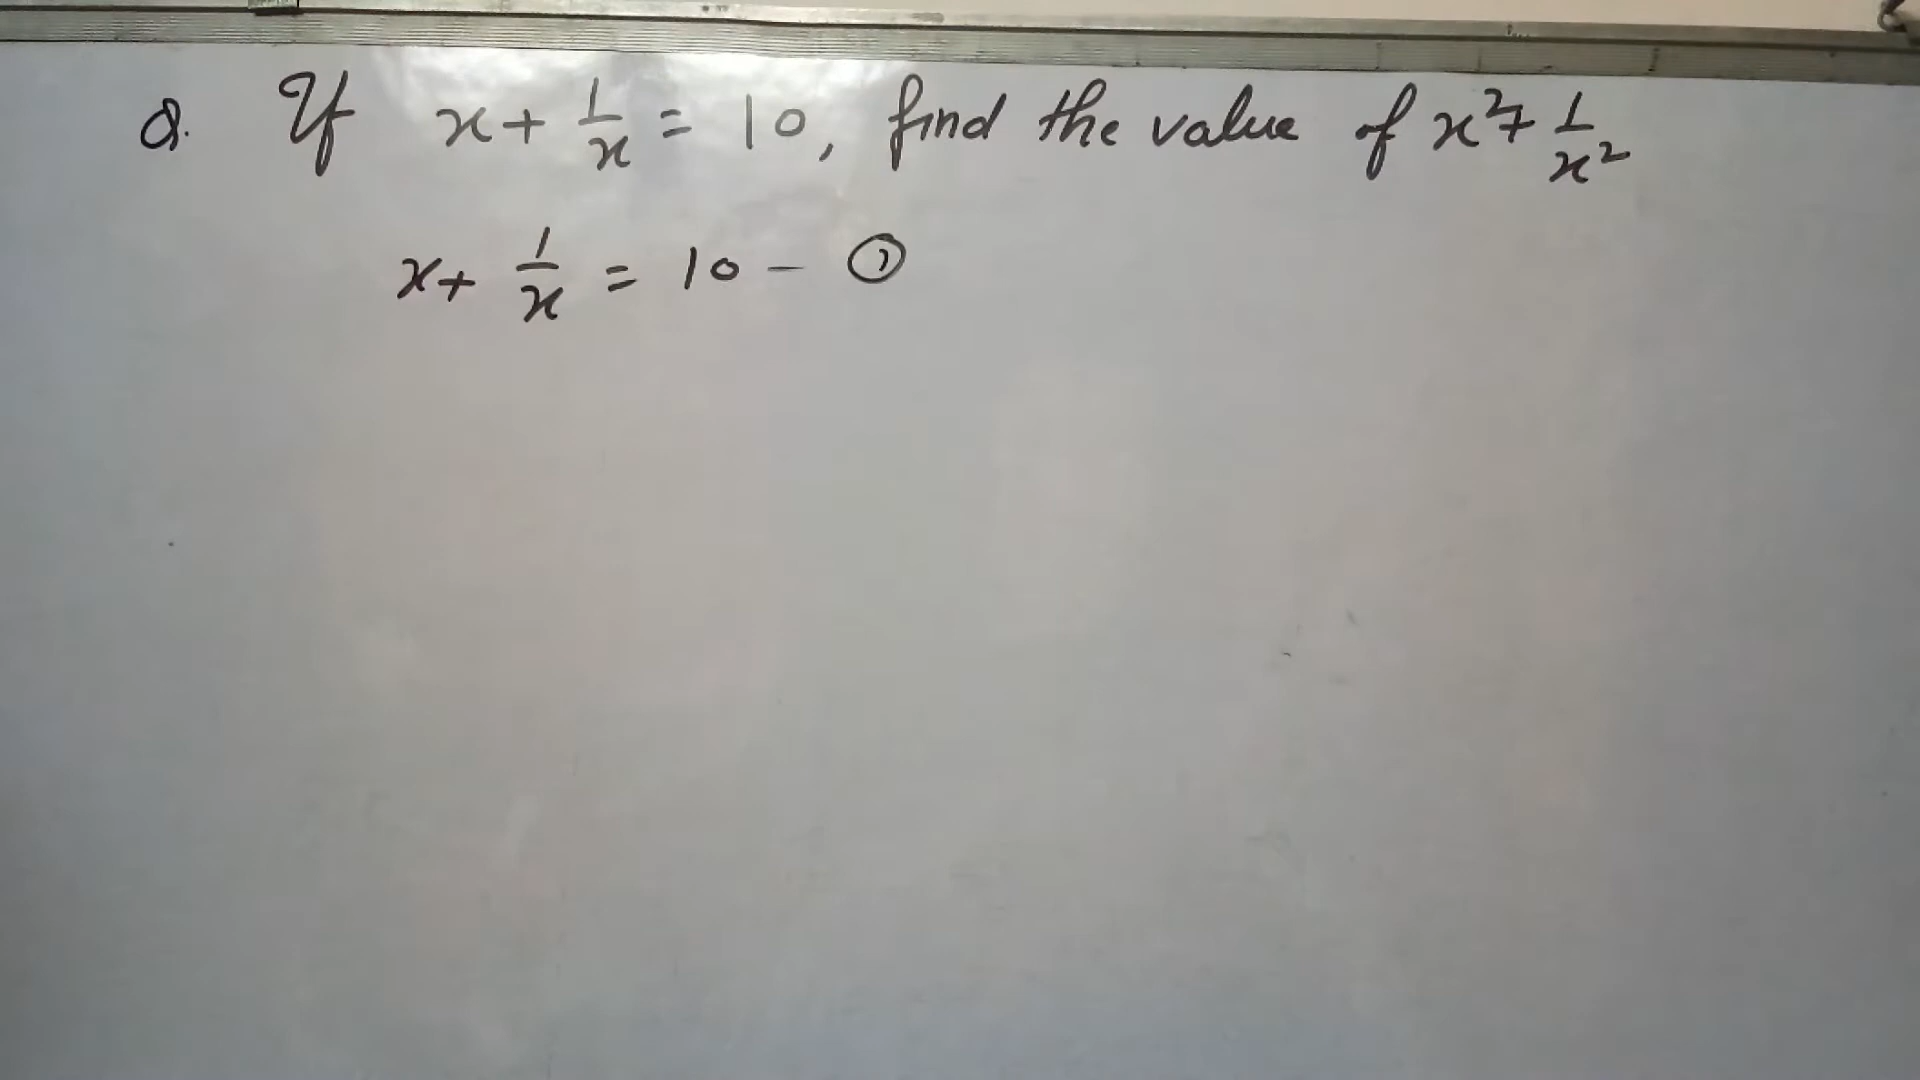 Q. If x + 1/x = 10, find the value of x² + 1/x²
x + 1/x = 10 — ①